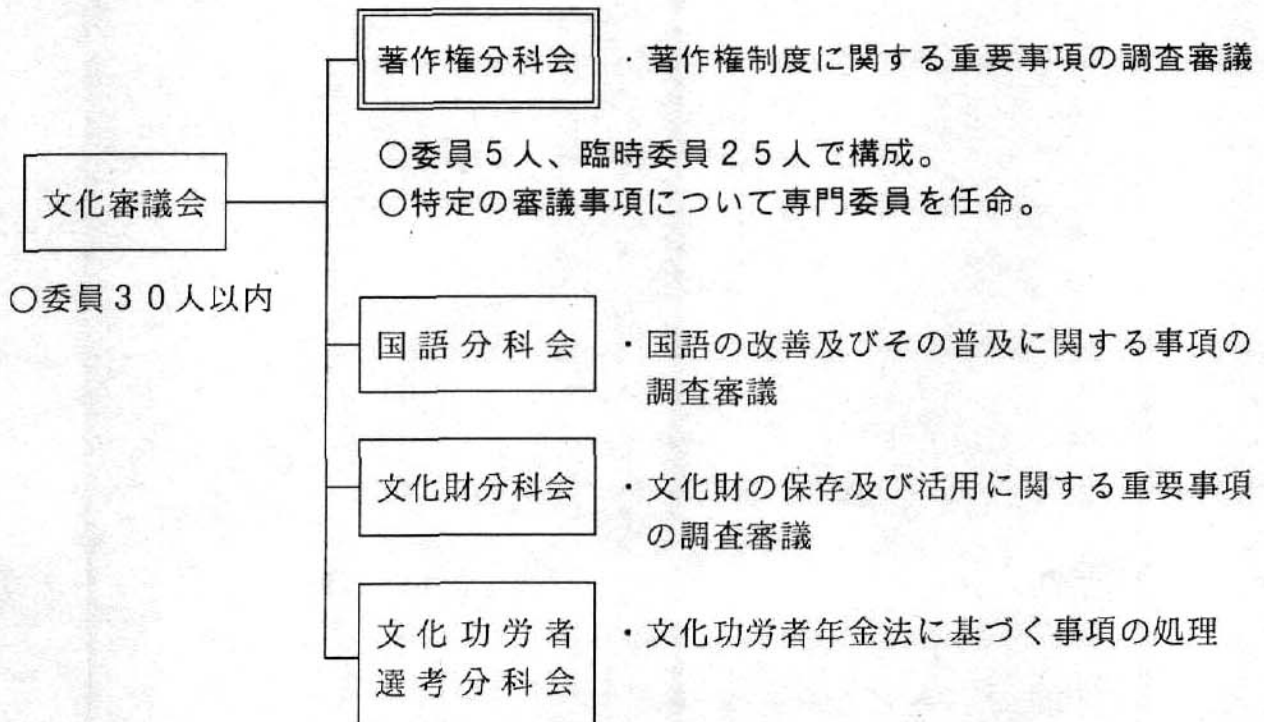 著作権分科会 ・著作権制度に関する重要事項の調査審議
○委員5人、臨時委員25人で構成。
○特定の審議事項について専門委員を任命。
文化審議会
○委員30人以内
国語分科会 ・国語の改善及びその普及に関する事項の
調査審議
文化財分科会 ・文化財の保存及び活用に関する重要事項
の調査審議
文化功労者 ・文化功労者年金法に基づく事項の処理
選考分科会